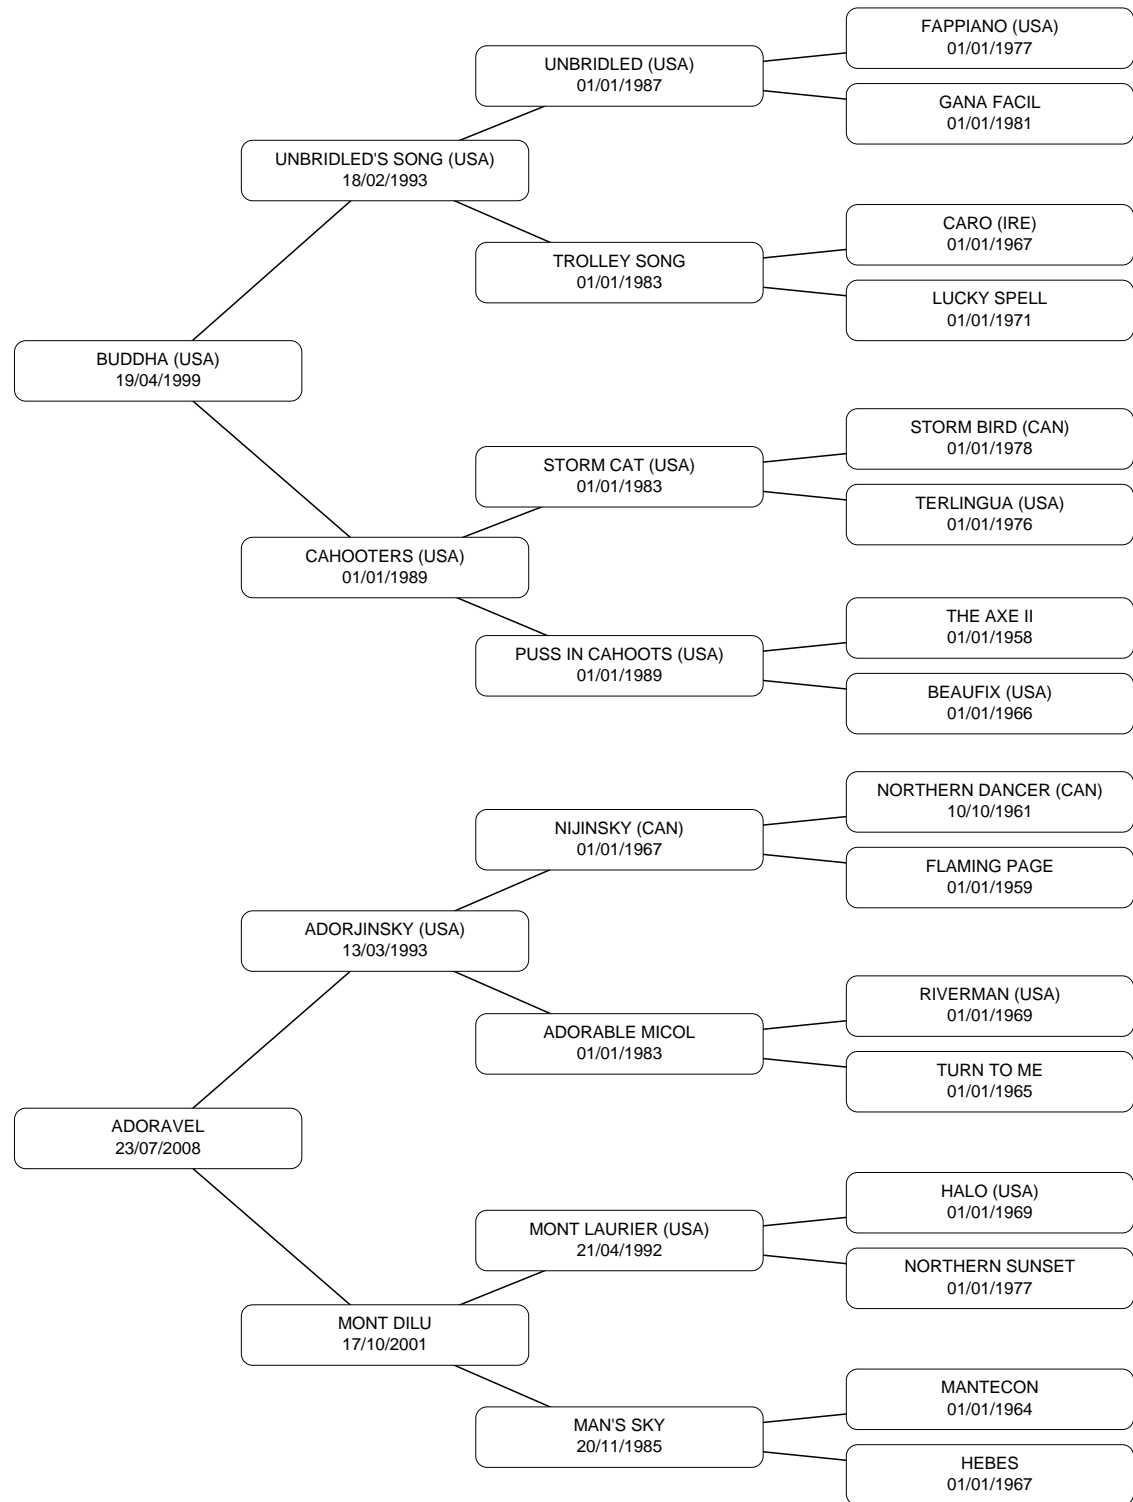 FAPPIANO (USA)
01/01/1977
UNBRIDLED (USA)
01/01/1987
GANA FACIL
01/01/1981
UNBRIDLED'S SONG (USA)
18/02/1993
CARO (IRE)
01/01/1967
TROLLEY SONG
01/01/1983
LUCKY SPELL
01/01/1971
BUDDHA (USA)
19/04/1999
STORM BIRD (CAN)
01/01/1978
STORM CAT (USA)
01/01/1983
TERLINGUA (USA)
01/01/1976
CAHOOTERS (USA)
01/01/1989
THE AXE II
01/01/1958
PUSS IN CAHOOTS (USA)
01/01/1989
BEAUFIX (USA)
01/01/1966
NORTHERN DANCER (CAN)
10/10/1961
NIJINSKY (CAN)
01/01/1967
FLAMING PAGE
01/01/1959
ADORJINSKY (USA)
13/03/1993
RIVERMAN (USA)
01/01/1969
ADORABLE MICOL
01/01/1983
TURN TO ME
01/01/1965
ADORAVEL
23/07/2008
HALO (USA)
01/01/1969
MONT LAURIER (USA)
21/04/1992
NORTHERN SUNSET
01/01/1977
MONT DILU
17/10/2001
MANTECON
01/01/1964
MAN'S SKY
20/11/1985
HEBES
01/01/1967